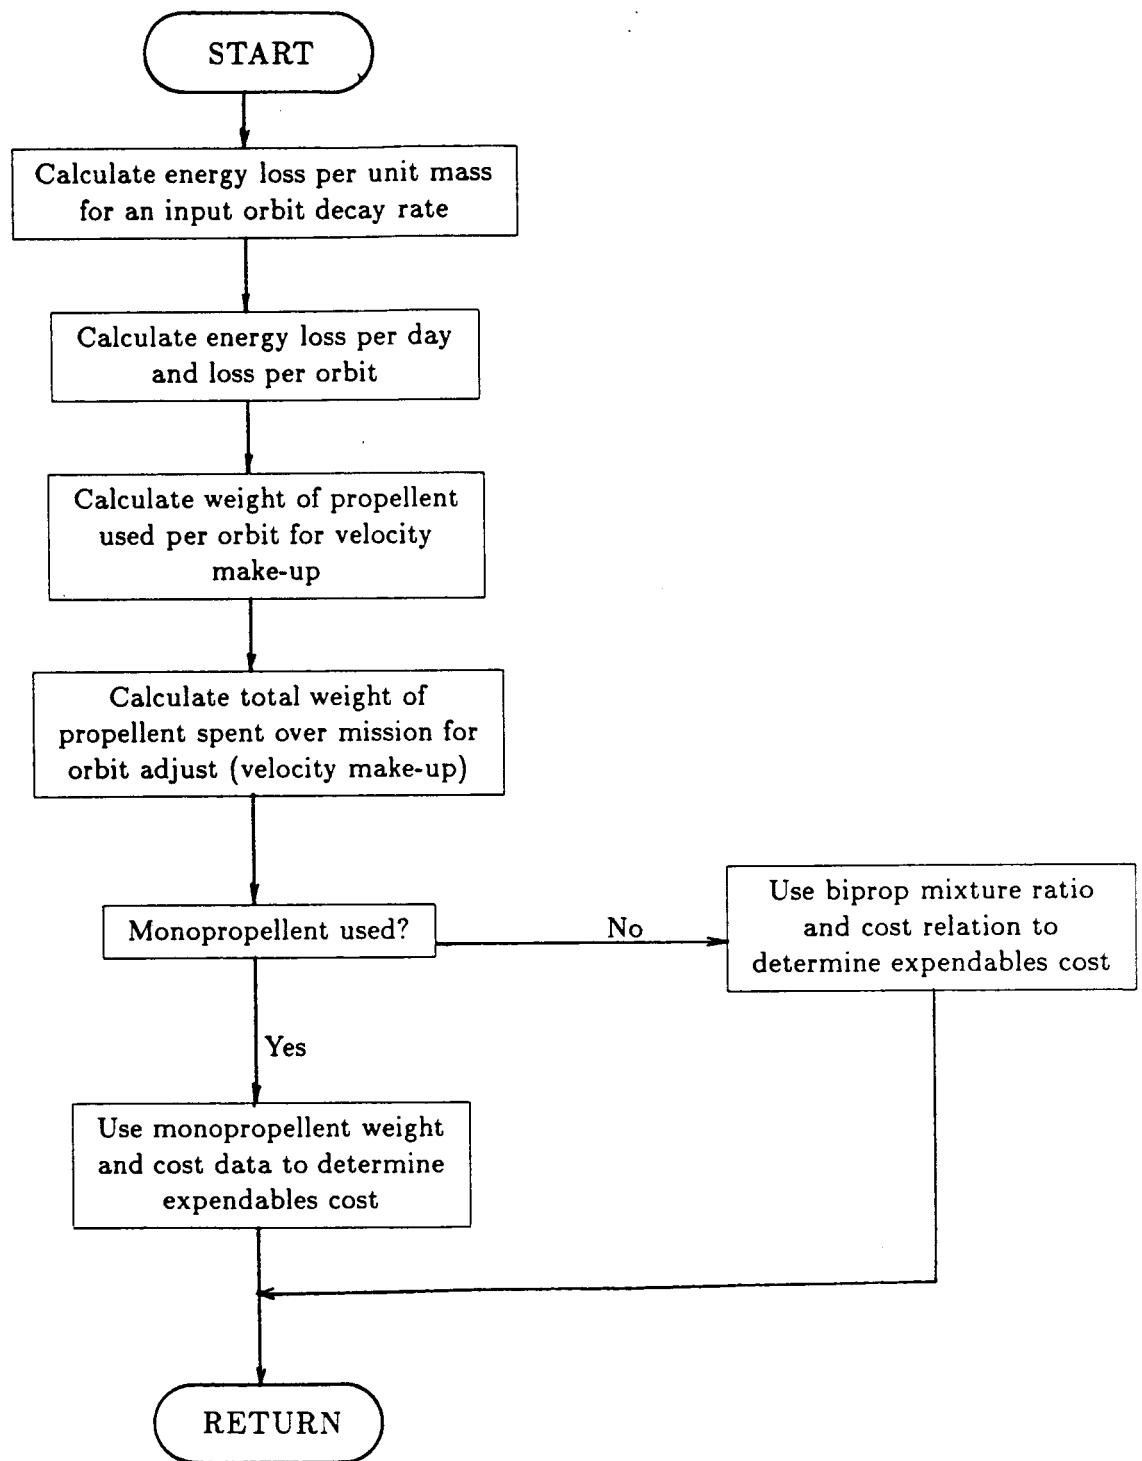 START
Calculate energy loss per unit mass
for an input orbit decay rate
Calculate energy loss per day
and loss per orbit
Calculate weight of propellent
used per orbit for velocity
make-up
Calculate total weight of
propellent spent over mission for
orbit adjust (velocity make-up)
Monopropellent used?
No
Use biprop mixture ratio
and cost relation to
determine expendables cost
Yes
Use monopropellent weight
and cost data to determine
expendables cost
RETURN